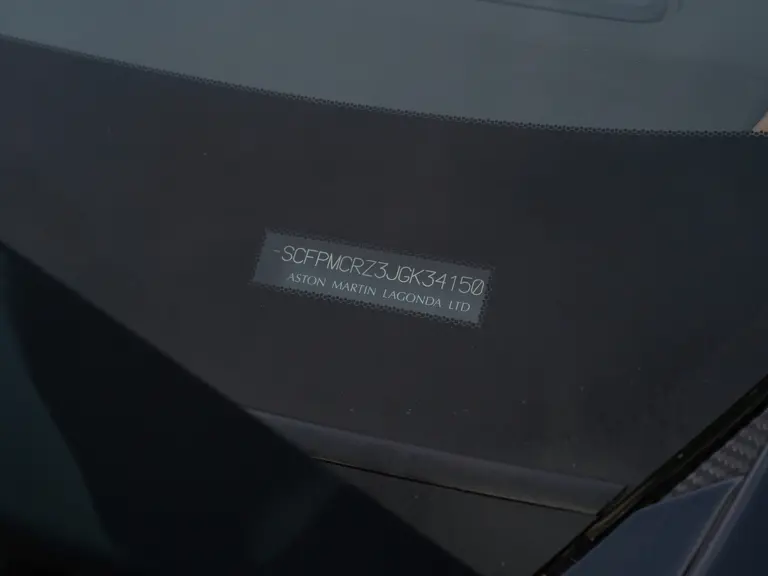 -SCFPMCRZ3JGK34150
ASTON MARTIN LAGONDA LTD